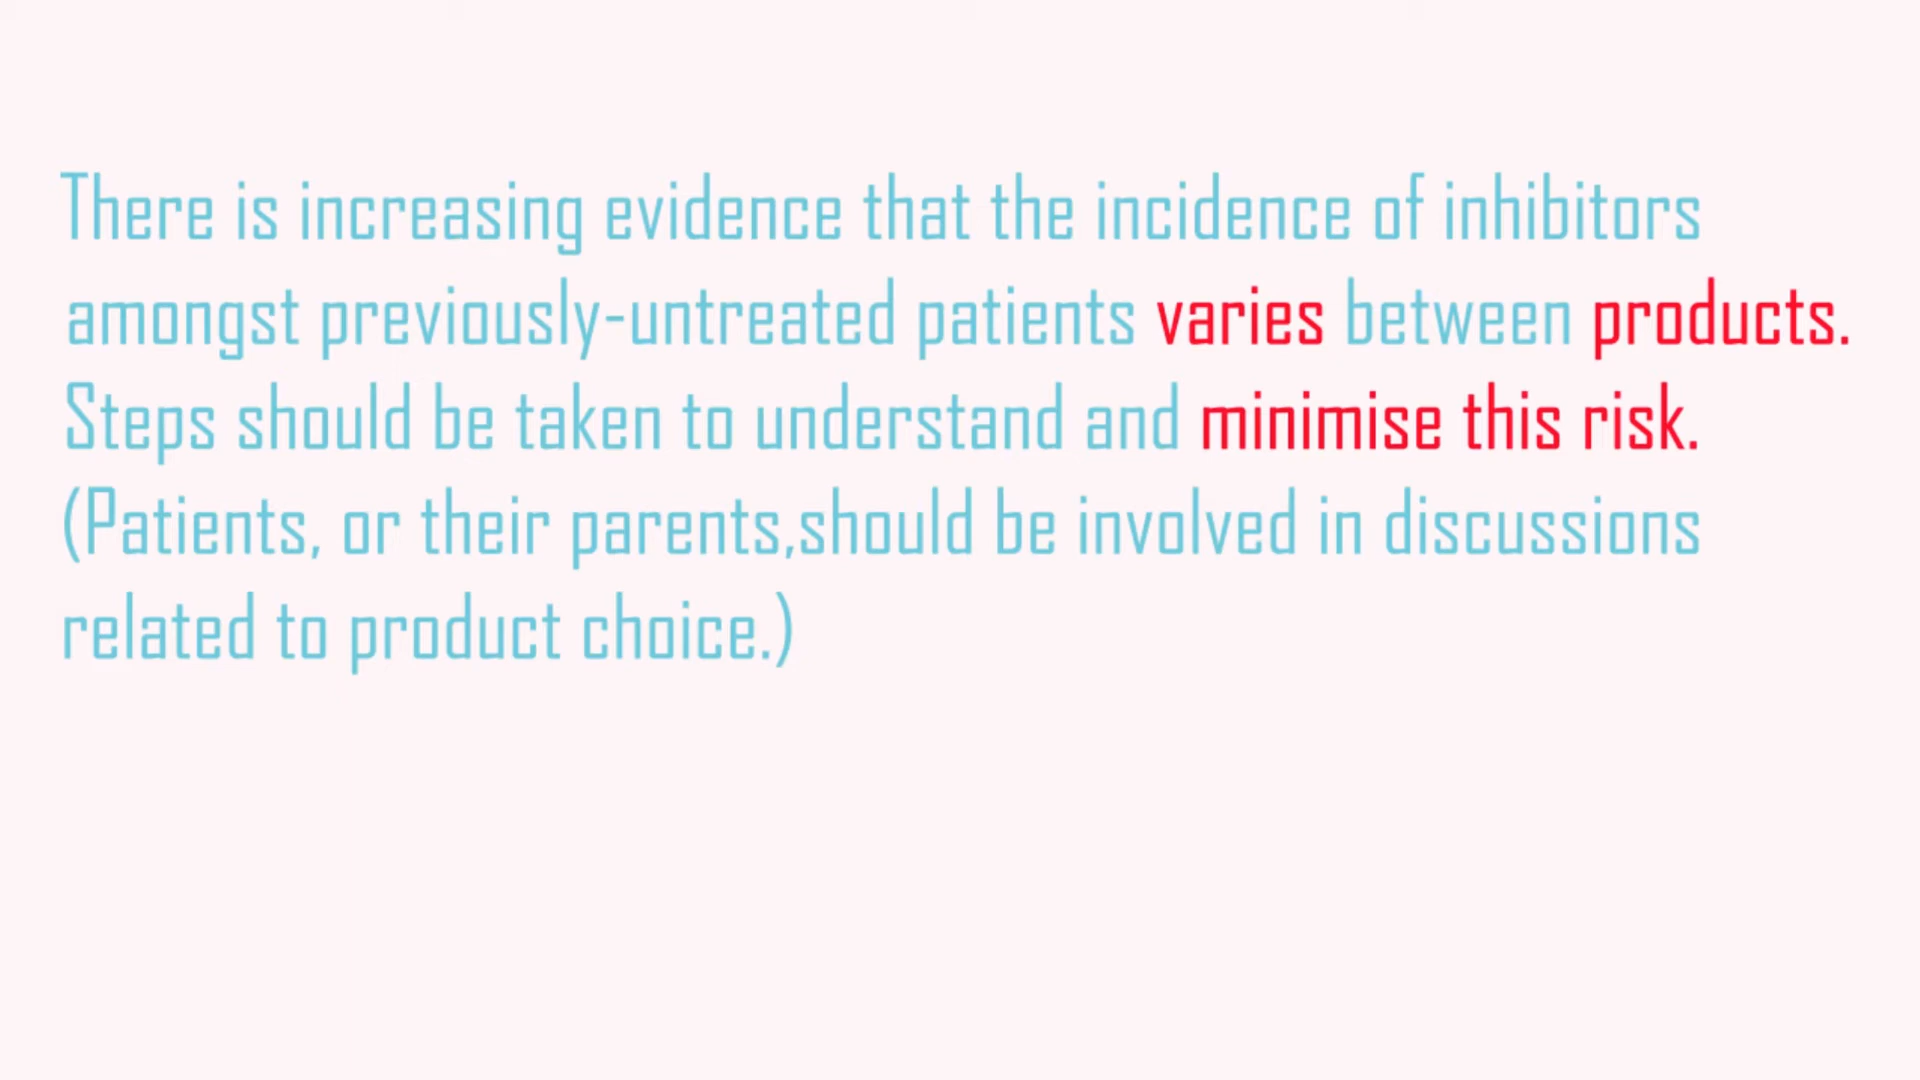 There is increasing evidence that the incidence of inhibitors
amongst previously-untreated patients varies between products.
Steps should be taken to understand and minimise this risk.
(Patients, or their parents,should be involved in discussions
related to product choice.)